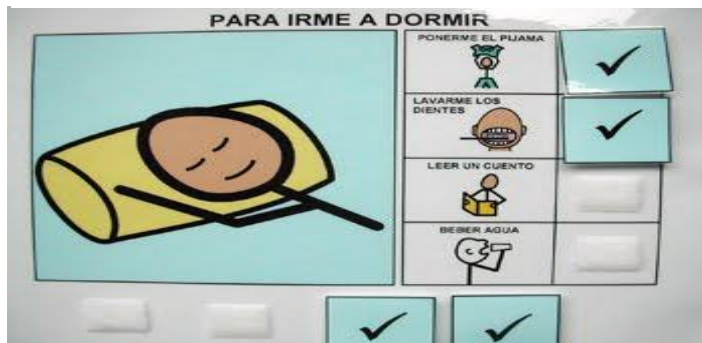 PARA IRME A DORMIR
PONERME EL PIJAMA
LAVARME LOS
DIENTES
LEER UN CUENTO
BEBER AGUA